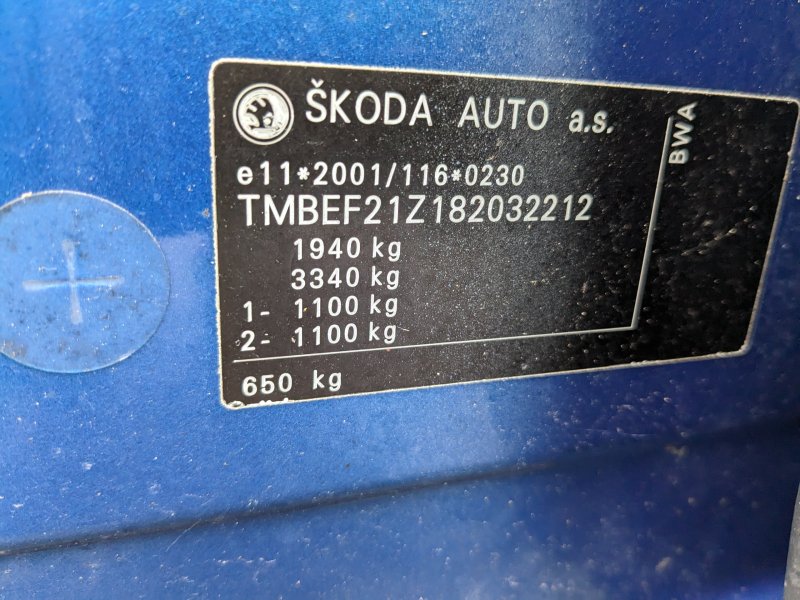 ŠKODA AUTO a.s.
BWA
e11*2001/116*0230
TMBEF21Z182032212
1940 kg
3340 kg
1- 1100 kg
2- 1100 kg
650 kg